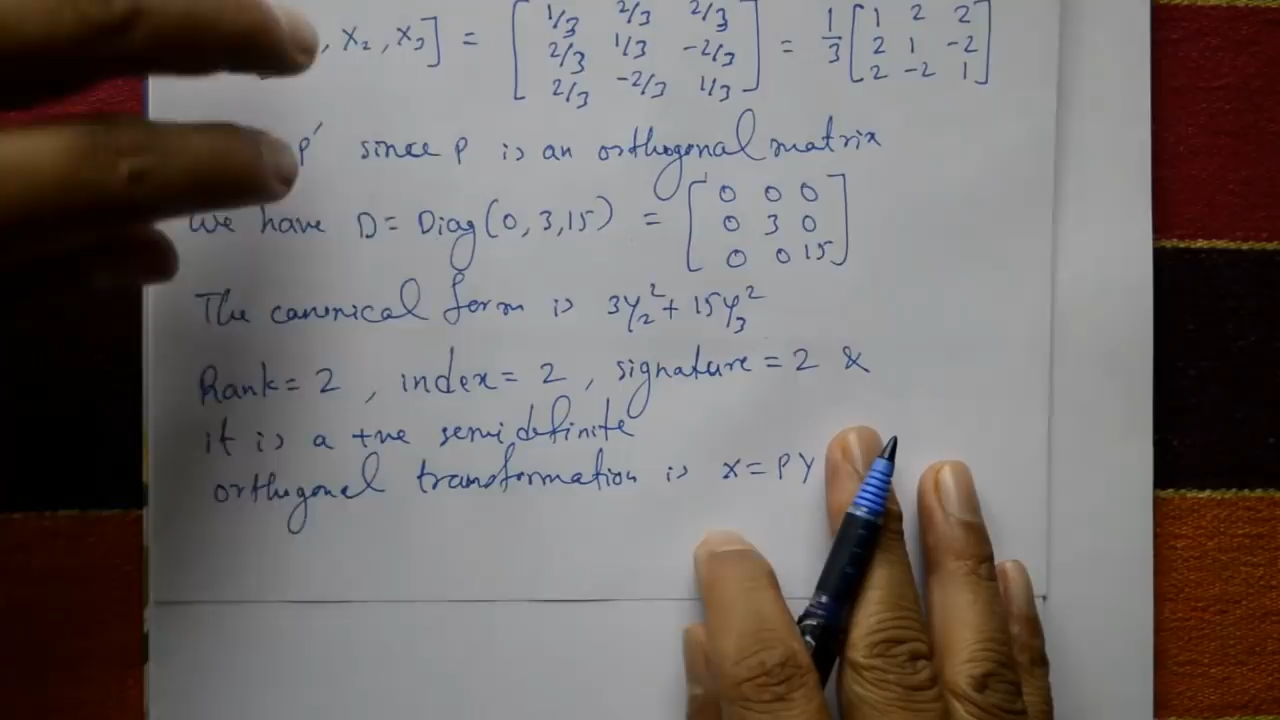 , x2, x3] = [1/3 2/3 2/3 = 1/3 [1 2 2
2/3 1/3 -2/3 2 1 -2
2/3 -2/3 1/3] 2 -2 1]
p' since p is an orthogonal matrix
We have D = Diag(0, 3, 15) = [0 0 0
0 3 0
0 0 15]
The canonical form is 3y2² + 15y3²
Rank = 2, index = 2, signature = 2 &
it is a +ve semi definite
orthogonal transformation is x = PY